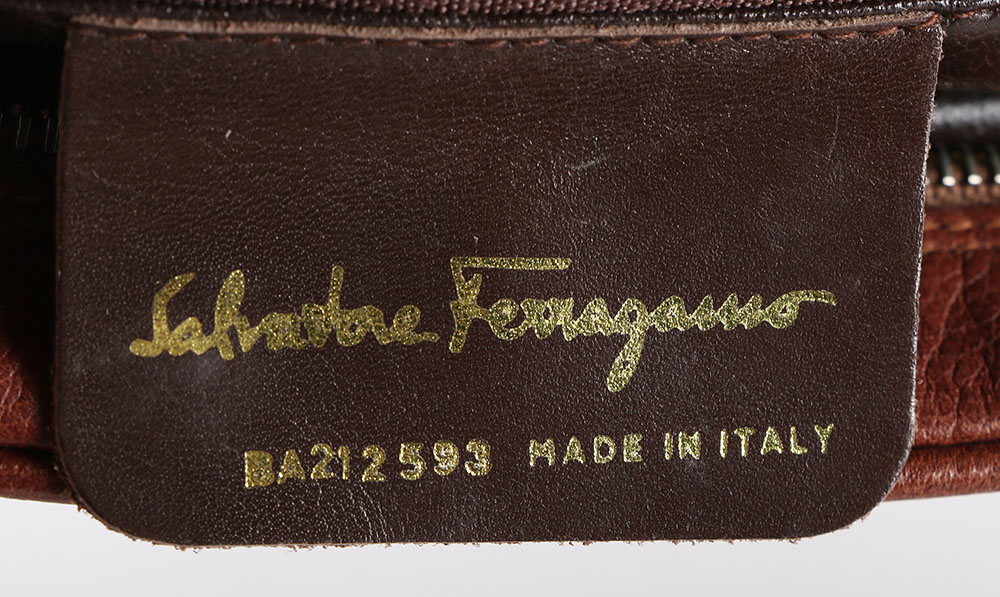 Salvatore Ferragamo
BA212593 MADE IN ITALY